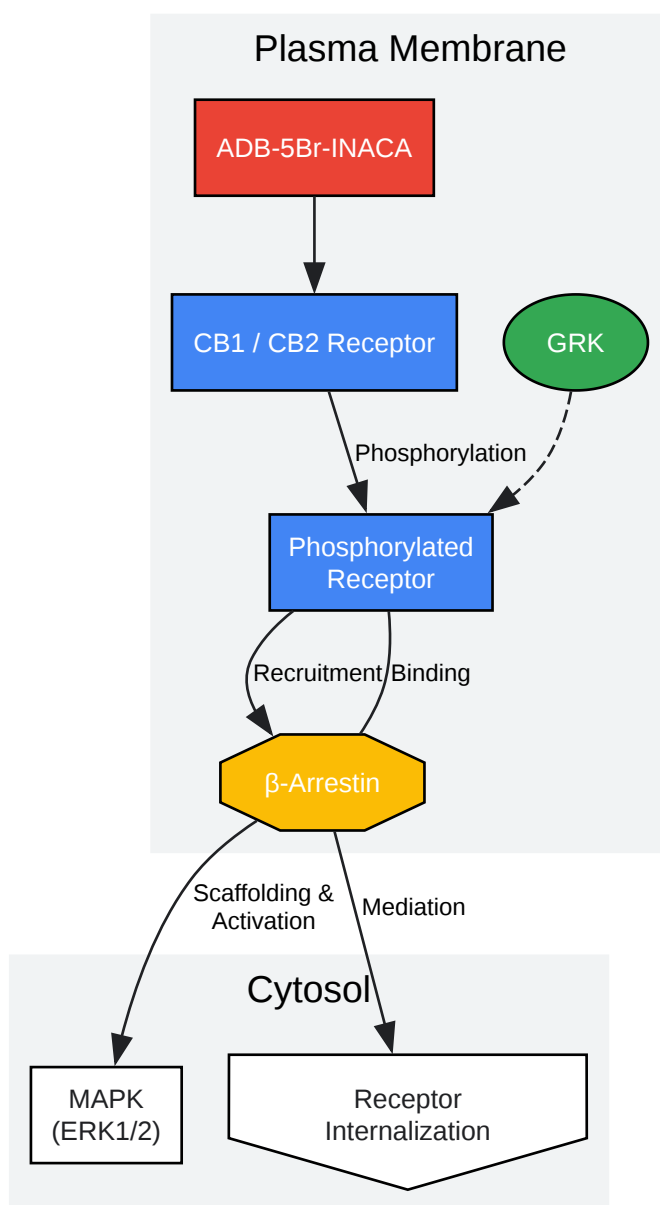 Plasma Membrane
ADB-5Br-INACA
CB1 / CB2 Receptor
GRK
Phosphorylation
Phosphorylated
Receptor
Recruitment
Binding
β-Arrestin
Scaffolding &
Activation
Mediation
Cytosol
MAPK
(ERK1/2)
Receptor
Internalization